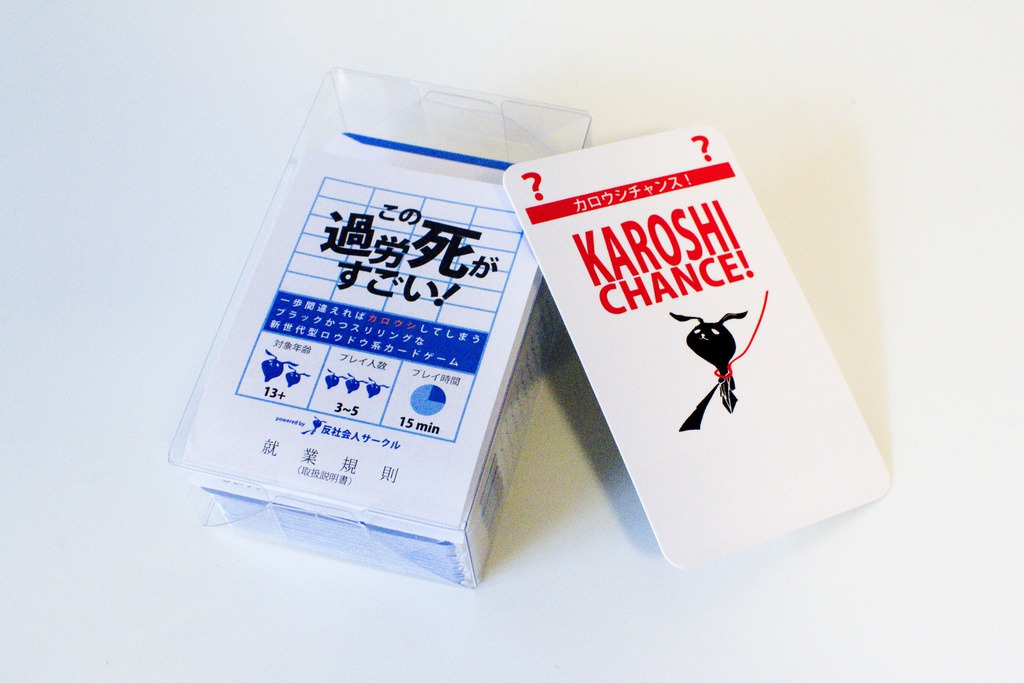 この
過労死が
すごい!
一歩間違えればカロウシしてしまう
ブラックかつスリリングな
新世代型ロウドウ系カードゲーム
対象年齢
プレイ人数
プレイ時間
13+
3~5
15 min
powered by 反社会人サークル
就業規則
(取扱説明書)
? ?
カロウシチャンス!
KAROSHI
CHANCE!